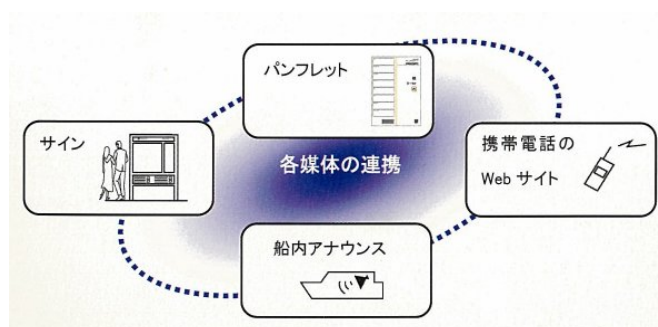 パンフレット
サイン
各媒体の連携
携帯電話の
Web サイト
船内アナウンス